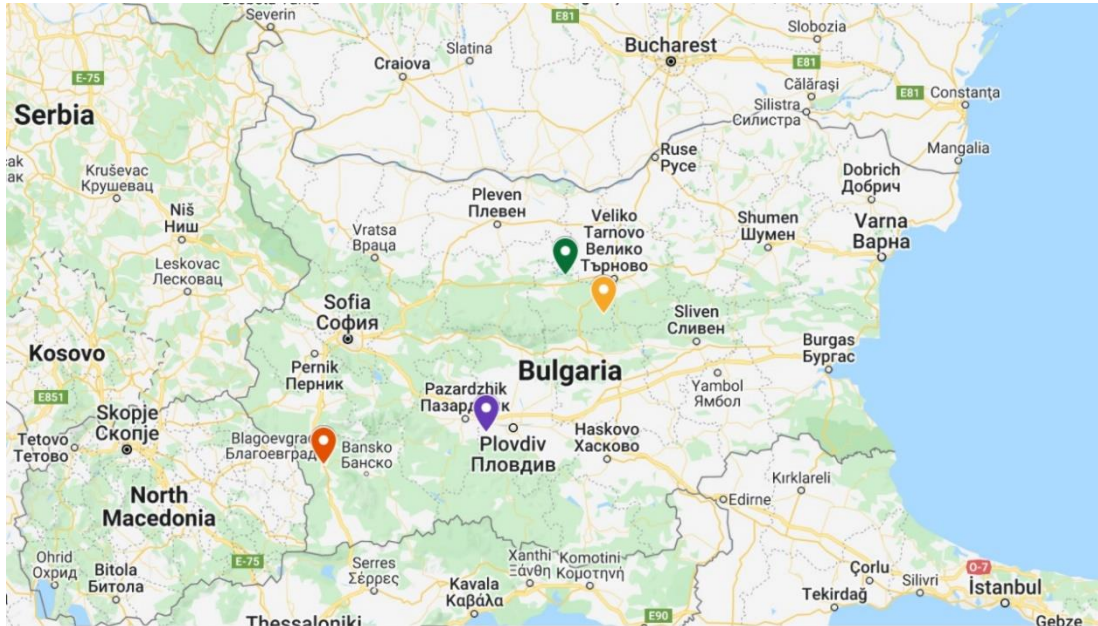 Severin
E81
Slobozia
Slatina
Bucharest
Craiova
E81
E-75
Călărași
E81
Constanța
Serbia
Silistra
Силистра
Ruse
Русе
Mangalia
Kruševac
Крушевац
Dobrich
Добрич
Pleven
Плевен
Niš
Ниш
Veliko
Tarnovo
Велико
Търново
Shumen
Шумен
Varna
Варна
Vratsa
Враца
Leskovac
Лесковац
Sofia
София
Sliven
Сливен
Burgas
Бургас
Kosovo
Pernik
Перник
Bulgaria
E851
Pazardzhik
Yambol
Ямбол
Skopje
Скопје
Tetovo
Тетово
Bansko
Банско
Благоевград
Plovdiv
Пловдив
Haskovo
Хасково
Kırklareli
North
Macedonia
Edirne
Ohrid
Охрид
Bitola
Битола
E-75
Serres
Σέρρες
Xanthi
Ξάνθη
Komotini
Κομοτηνή
Çorlu
O-7
Silivri
İstanbul
Kavala
Καβάλα
Tekirdağ
E90
Thessaloniki
Gebze